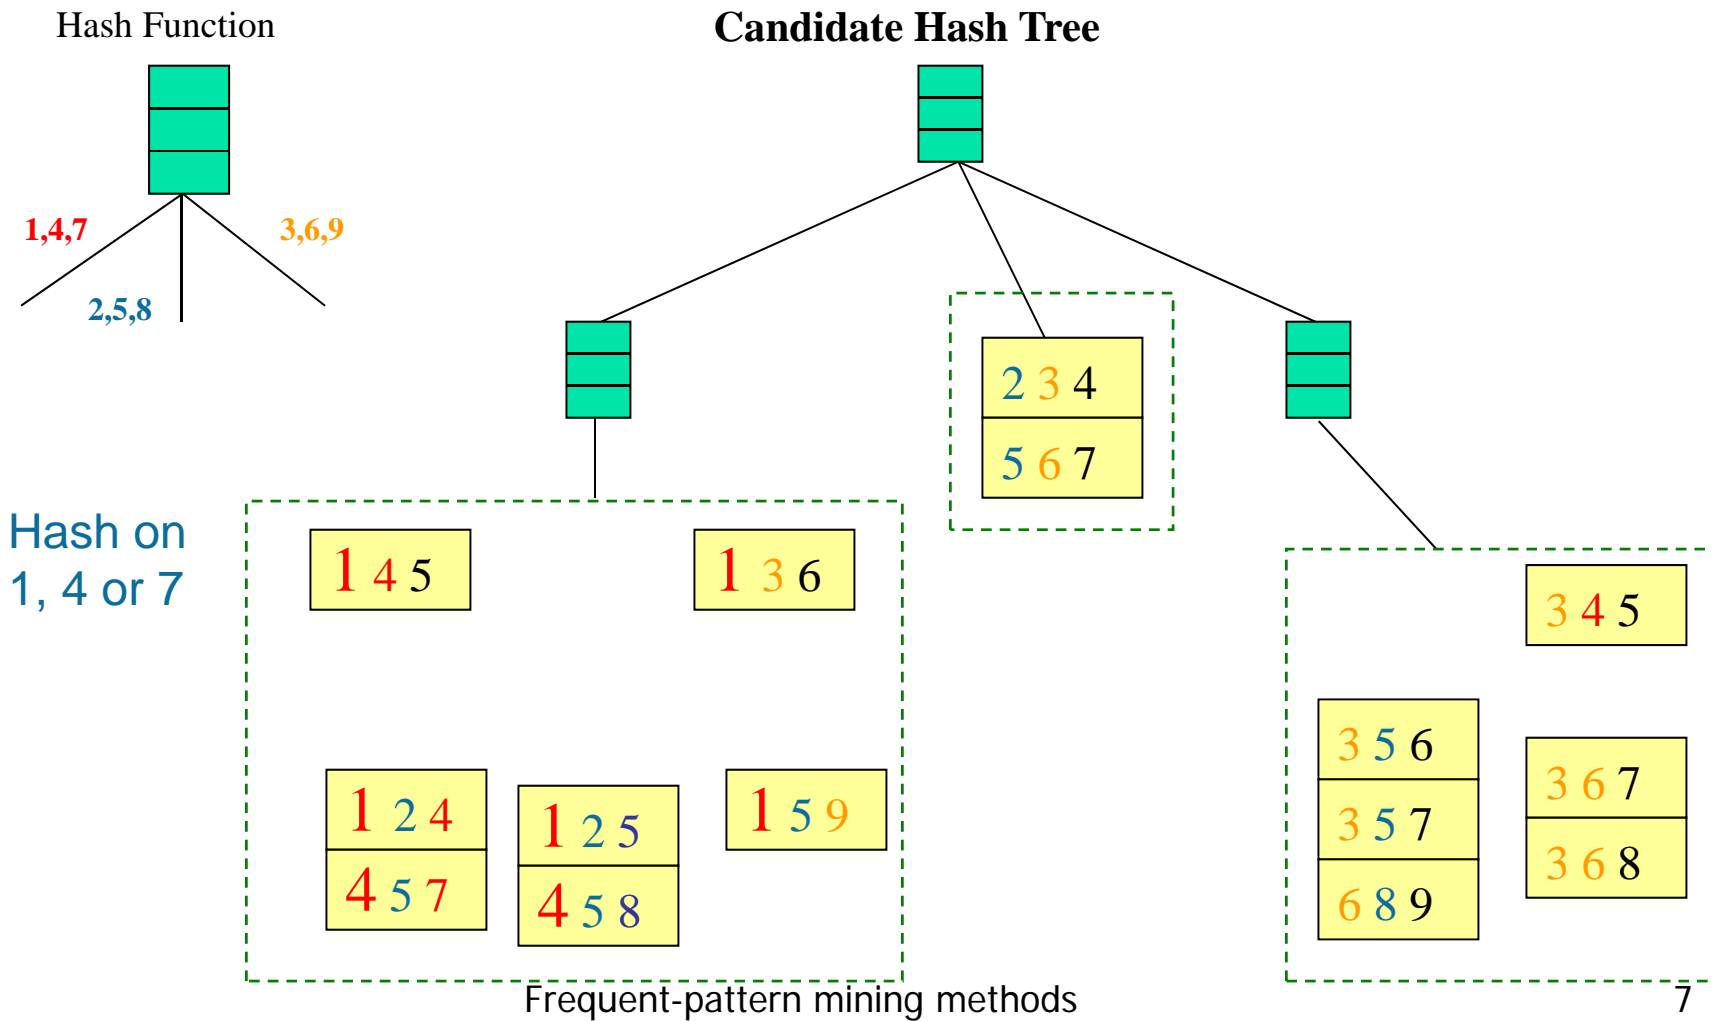 Hash Function
Candidate Hash Tree
1,4,7
3,6,9
2,5,8
2 3 4
5 6 7
Hash on
1, 4 or 7
1 4 5
1 3 6
3 4 5
3 5 6
3 5 7
6 8 9
3 6 7
3 6 8
1 2 4
4 5 7
1 2 5
4 5 8
1 5 9
Frequent-pattern mining methods
7